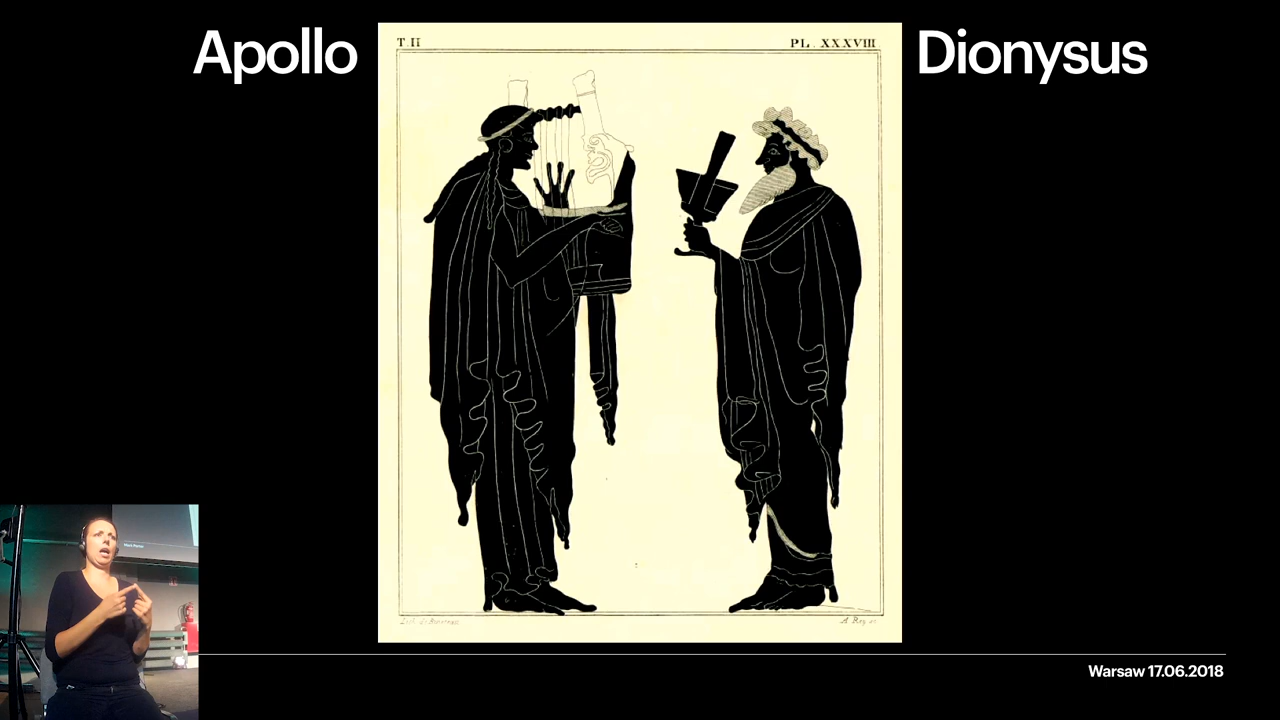 Apollo
T.II
PL. XXXVIII
Dionysus
Warsaw 17.06.2018